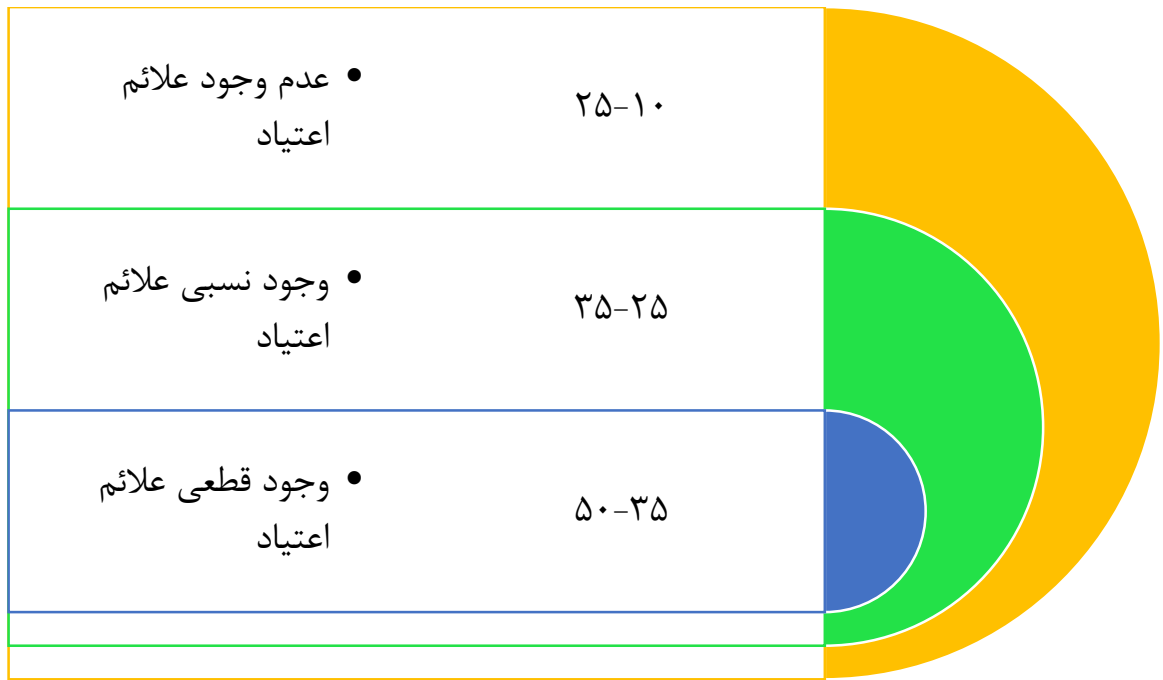 ۲۵-۱۰
• عدم وجود علائم
اعتیاد
۳۵-۲۵
• وجود نسبی علائم
اعتیاد
۵۰-۳۵
• وجود قطعی علائم
اعتیاد